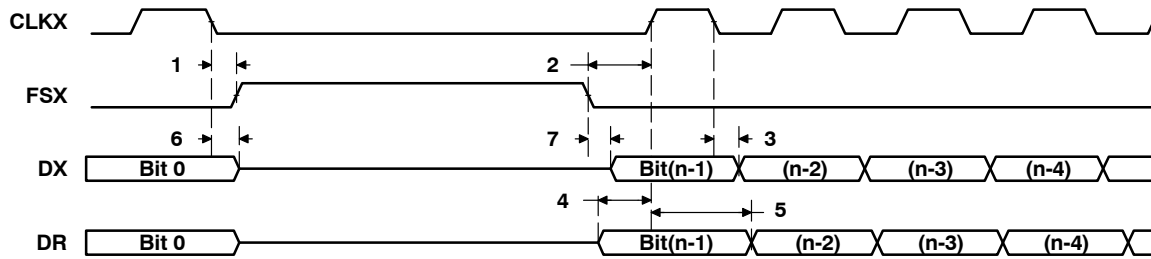 CLKX
1 2
FSX
6 7 3
DX Bit 0 Bit(n-1) (n-2) (n-3) (n-4)
4 5
DR Bit 0 Bit(n-1) (n-2) (n-3) (n-4)